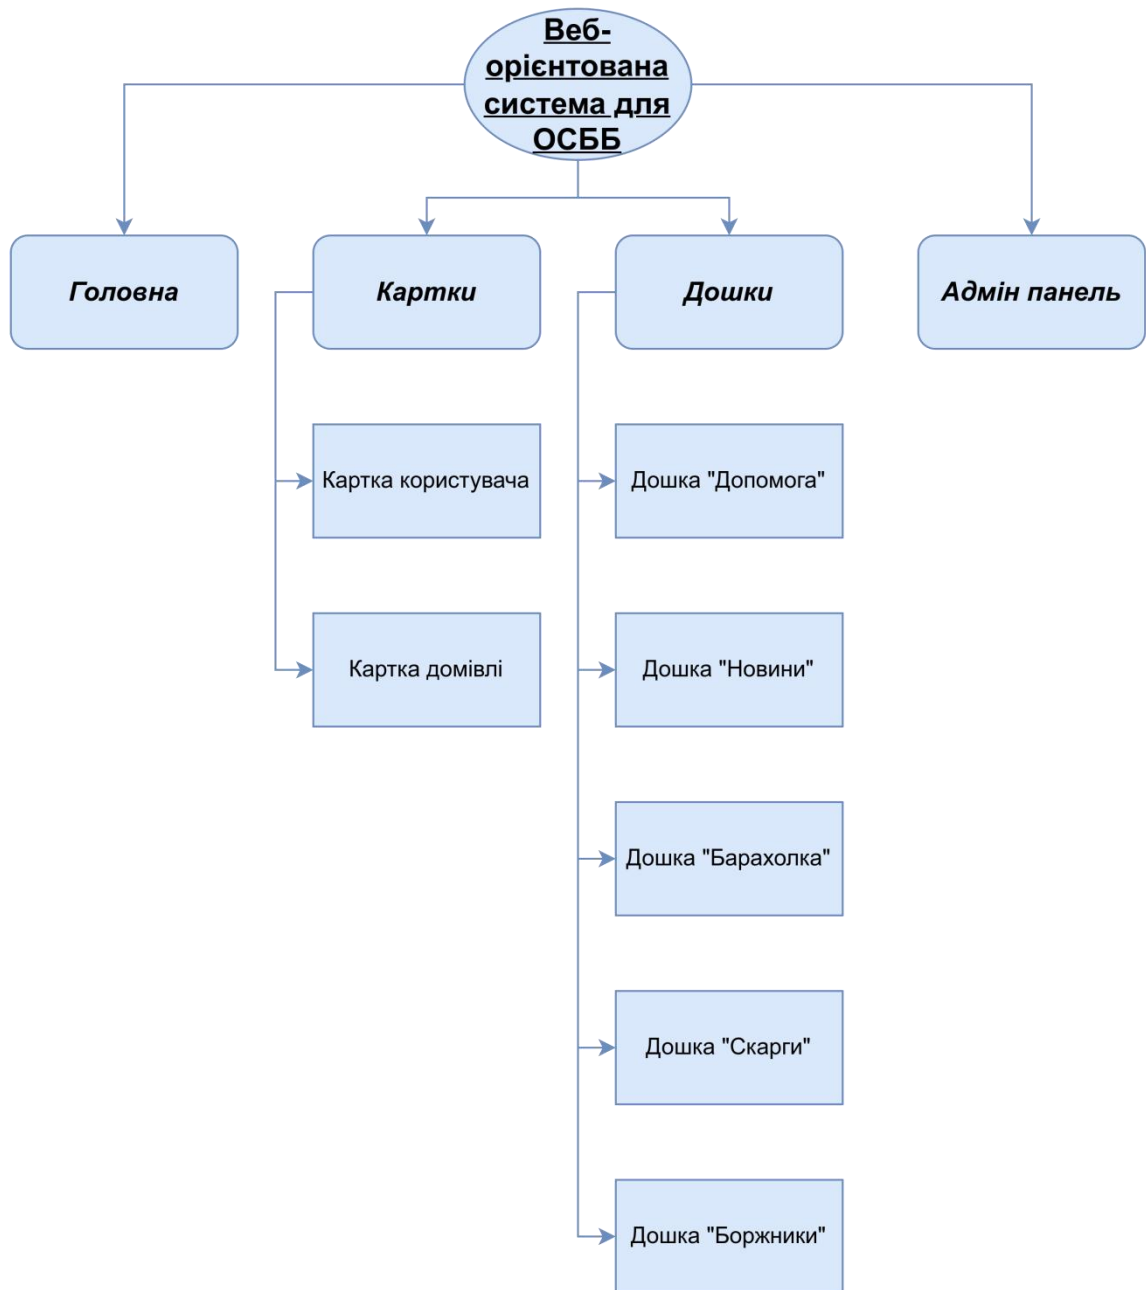 Веб-
орієнтована
система для
ОСББ
Головна
Картки
Дошки
Адмін панель
Картка користувача
Дошка "Допомога"
Картка домівлі
Дошка "Новини"
Дошка "Барахолка"
Дошка "Скарги"
Дошка "Боржники"